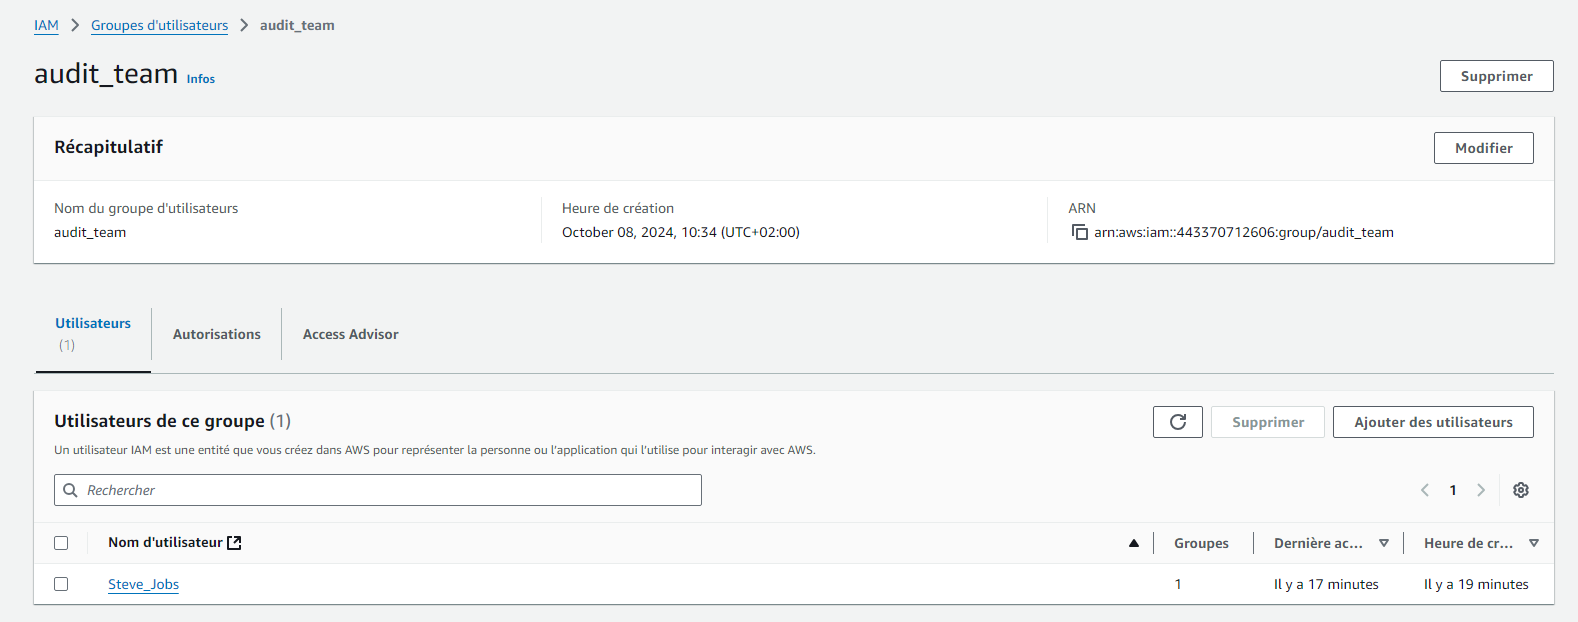 IAM > Groupes d'utilisateurs > audit_team
audit_team Infos
Supprimer
Récapitulatif
Modifier
Nom du groupe d'utilisateurs
audit_team
Heure de création
October 08, 2024, 10:34 (UTC+02:00)
ARN
arn:aws:iam::443370712606:group/audit_team
Utilisateurs
(1)
Autorisations
Access Advisor
Utilisateurs de ce groupe (1)
Supprimer
Ajouter des utilisateurs
Un utilisateur IAM est une entité que vous créez dans AWS pour représenter la personne ou l'application qui l'utilise pour interagir avec AWS.
Rechercher
1
Nom d'utilisateur Groupes Dernière ac... Heure de cr...
Steve_Jobs 1 Il y a 17 minutes Il y a 19 minutes